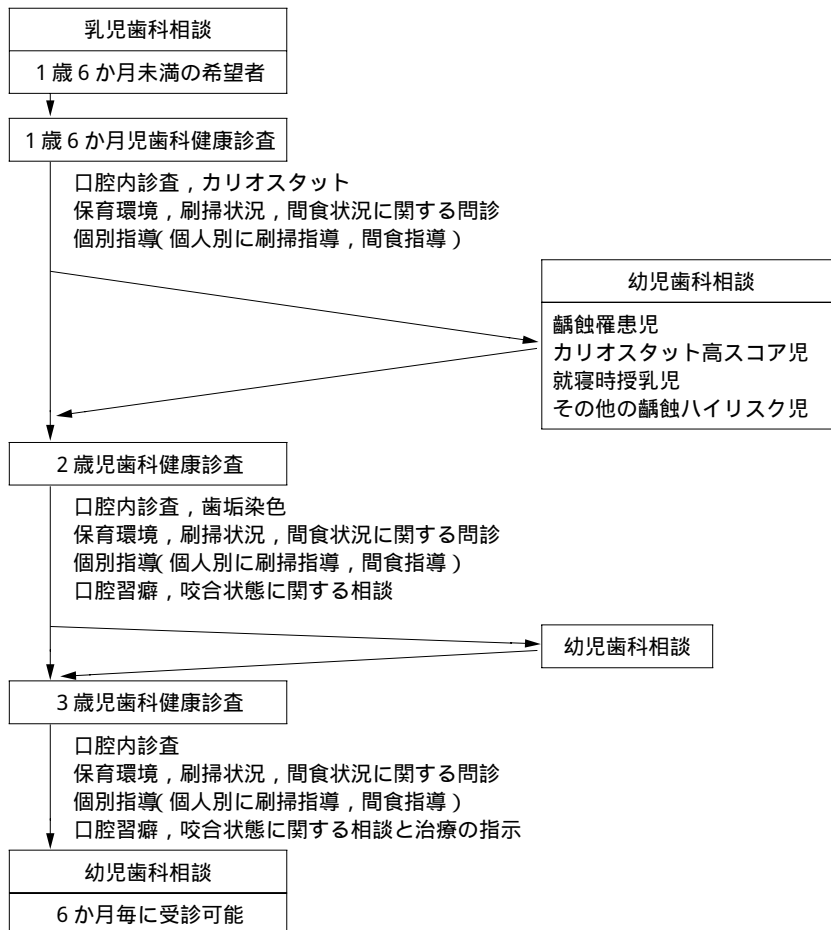 乳児歯科相談
1歳6か月未満の希望者
1歳6か月児歯科健康診査
口腔内診査，カリオスタット
保育環境，刷掃状況，間食状況に関する問診
個別指導（個人別に刷掃指導，間食指導）
幼児歯科相談
齲蝕罹患児
カリオスタット高スコア児
就寝時授乳児
その他の齲蝕ハイリスク児
2歳児歯科健康診査
口腔内診査，歯垢染色
保育環境，刷掃状況，間食状況に関する問診
個別指導（個人別に刷掃指導，間食指導）
口腔習癖，咬合状態に関する相談
幼児歯科相談
3歳児歯科健康診査
口腔内診査
保育環境，刷掃状況，間食状況に関する問診
個別指導（個人別に刷掃指導，間食指導）
口腔習癖，咬合状態に関する相談と治療の指示
幼児歯科相談
6か月毎に受診可能